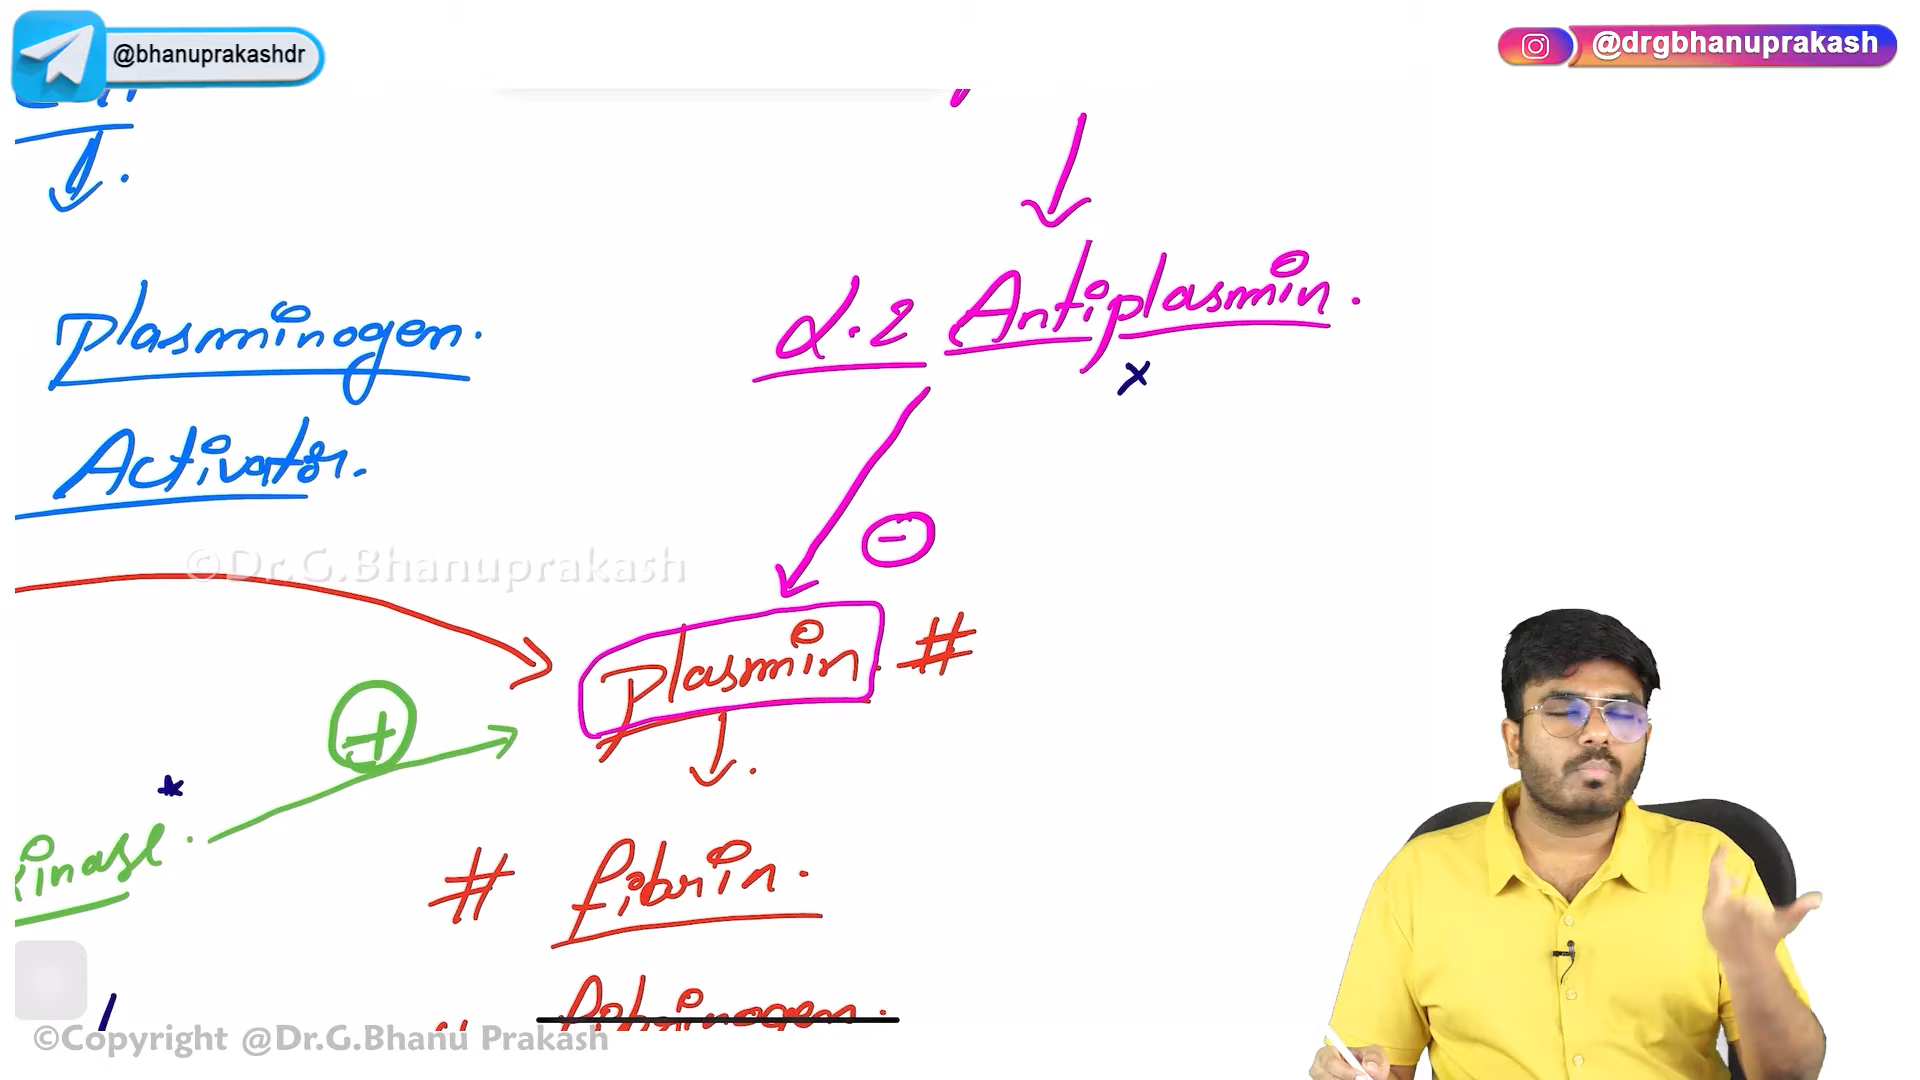 @bhanuprakashdr
@drgbhanuprakash
α.2 Antiplasmin.
Plasminogen.
Activator.
©Dr.G.Bhanuprakash
Plasmin. #
# fibrin.
©Copyright @Dr.G.Bhanu Prakash